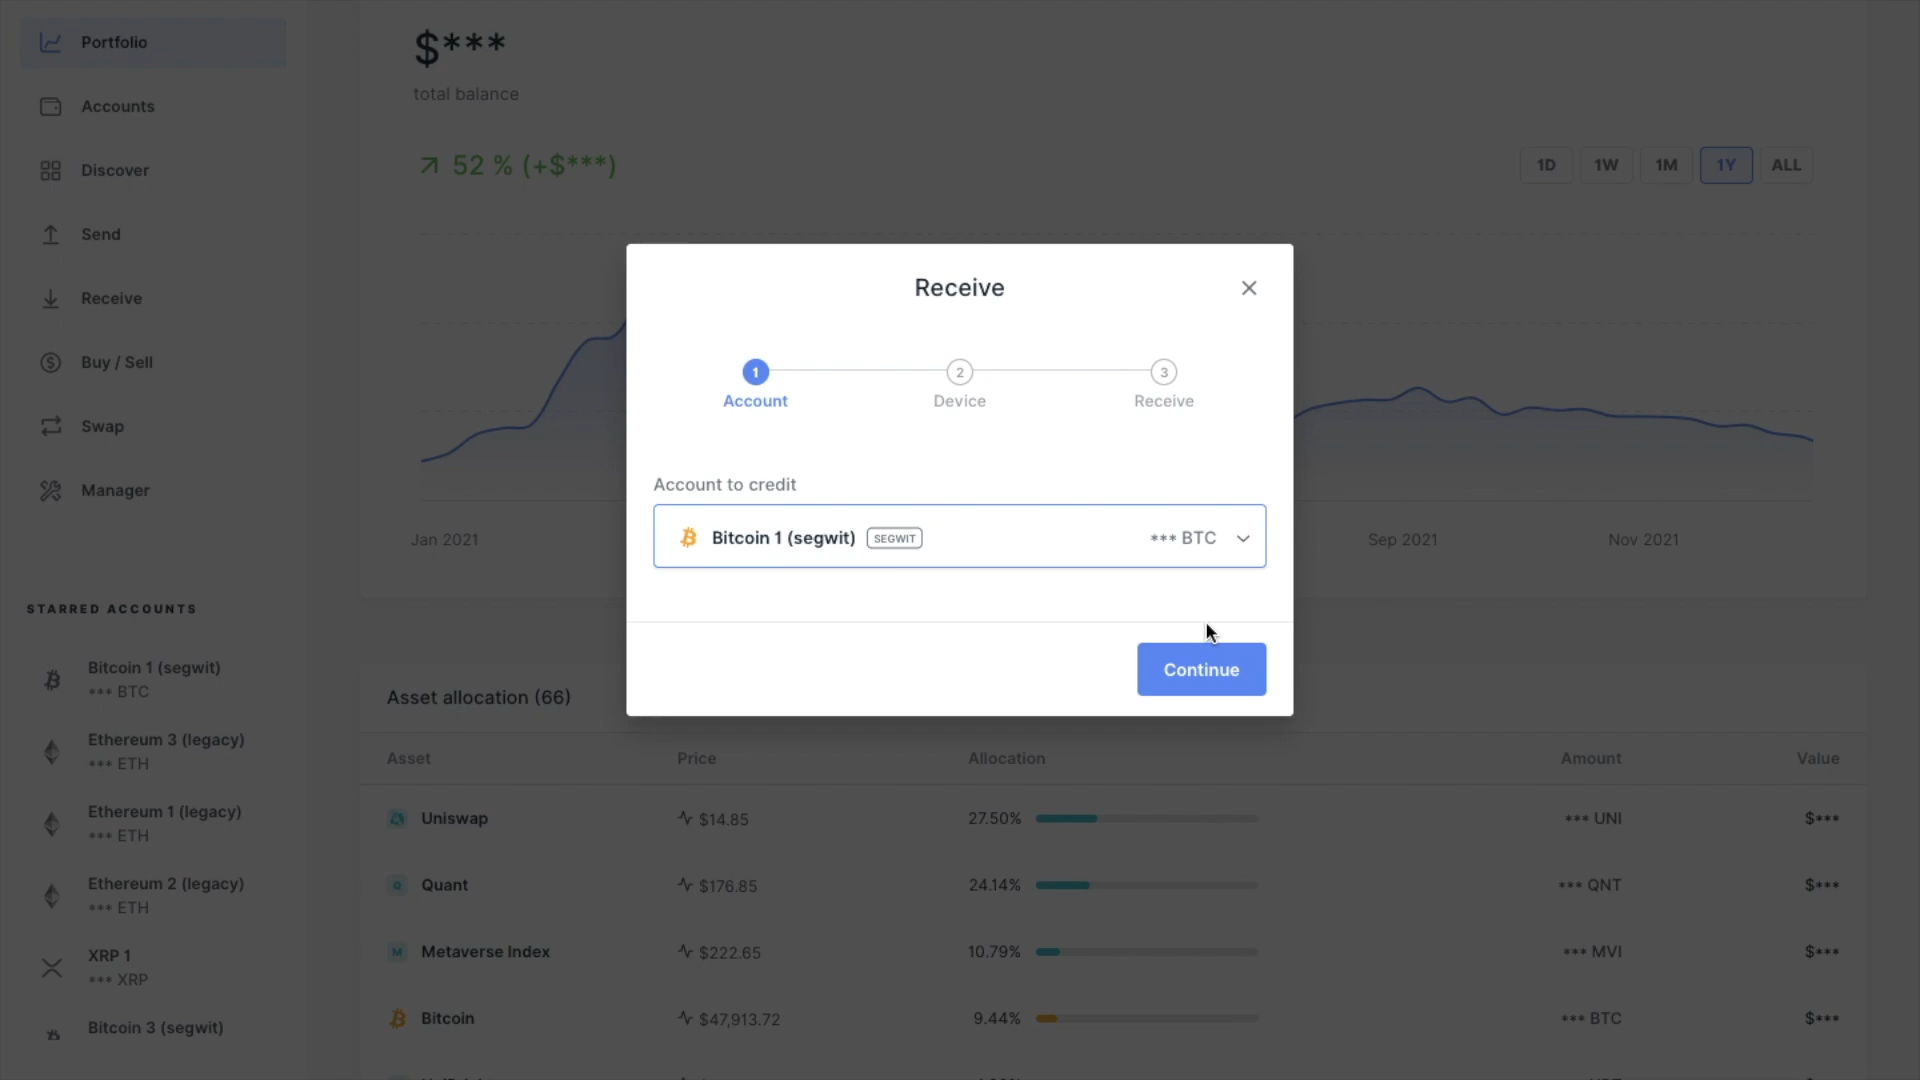 Portfolio
Accounts
Discover
Send
Receive
Buy / Sell
Swap
Manager
STARRED ACCOUNTS
Bitcoin 1 (segwit)
*** BTC
Ethereum 3 (legacy)
*** ETH
Ethereum 1 (legacy)
*** ETH
Ethereum 2 (legacy)
*** ETH
XRP 1
*** XRP
Bitcoin 3 (segwit)
$***
total balance
52 % (+$***)
1D 1W 1M 1Y ALL
Jan 2021 Sep 2021 Nov 2021
Receive
1 2 3
Account Device Receive
Account to credit
Bitcoin 1 (segwit) SEGWIT *** BTC
Continue
Asset allocation (66)
Asset Price Allocation Amount Value
Uniswap $14.85 27.50% *** UNI $***
Q Quant $176.85 24.14% *** QNT $***
M Metaverse Index $222.65 10.79% *** MVI $***
Bitcoin $47,913.72 9.44% *** BTC $***